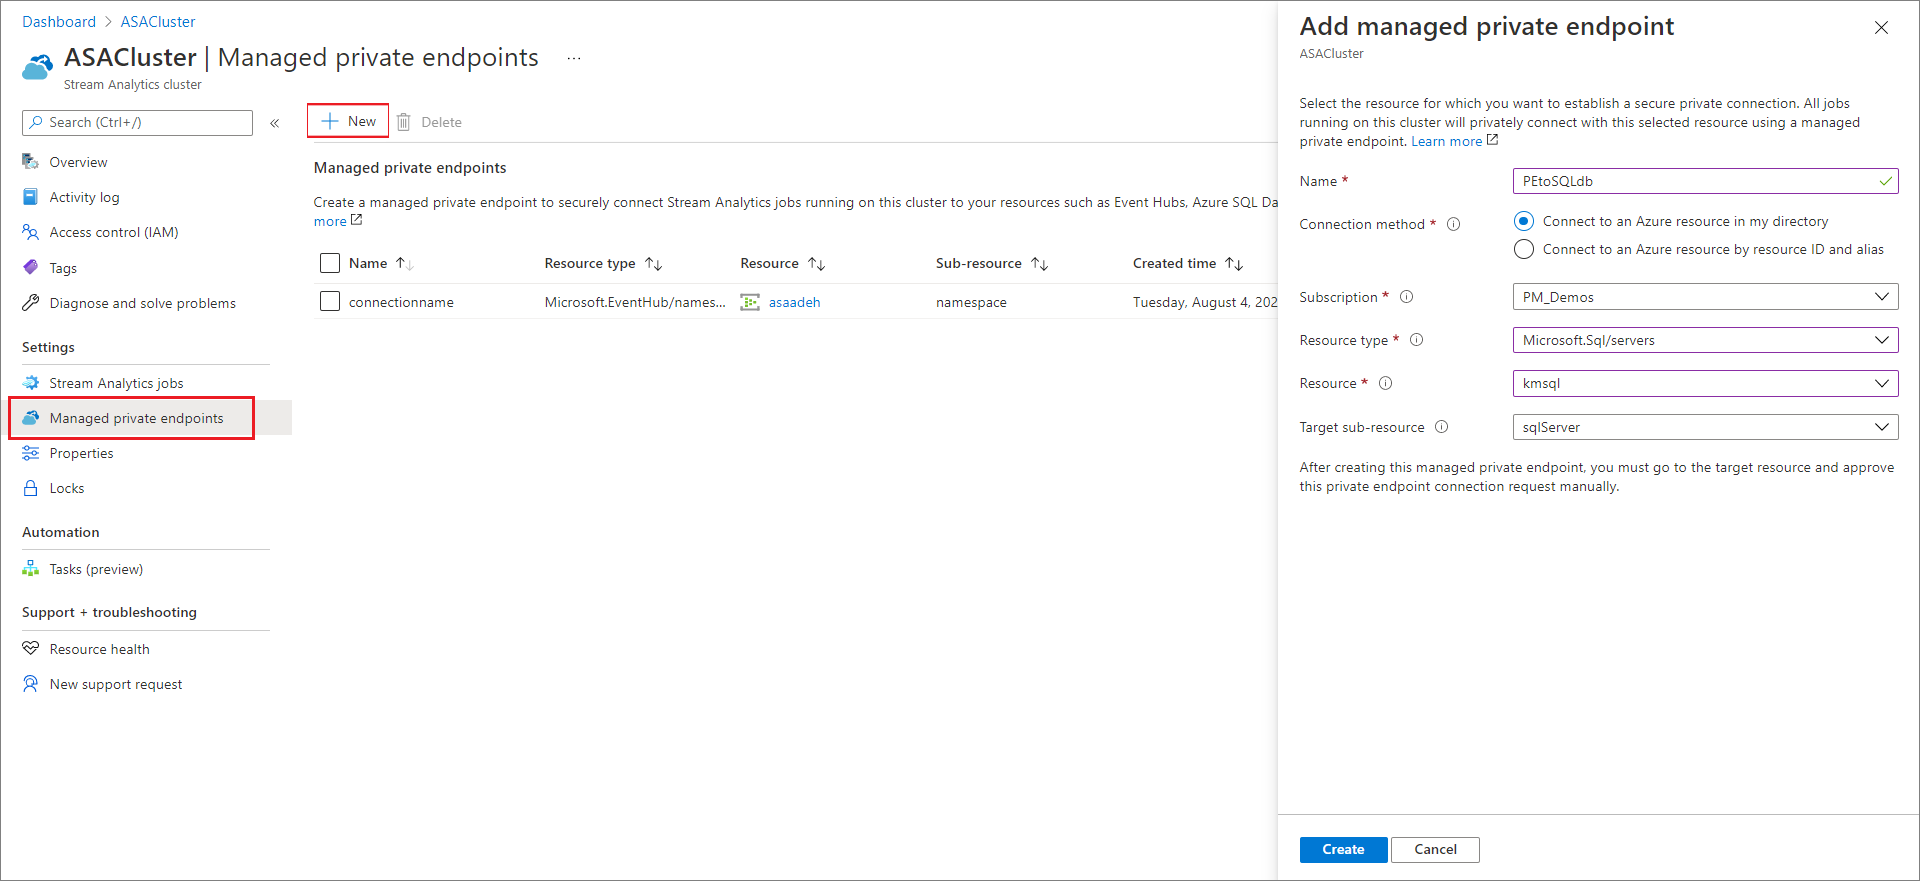 Dashboard > ASACluster
ASACluster | Managed private endpoints ...
Stream Analytics cluster
Search (Ctrl+/)
«
Overview
Activity log
Access control (IAM)
Tags
Diagnose and solve problems
Settings
Stream Analytics jobs
Managed private endpoints
Properties
Locks
Automation
Tasks (preview)
Support + troubleshooting
Resource health
New support request
New
Delete
Managed private endpoints
Create a managed private endpoint to securely connect Stream Analytics jobs running on this cluster to your resources such as Event Hubs, Azure SQL Da
more
Name Resource type Resource Sub-resource Created time
connectionname Microsoft.EventHub/names... asaadeh namespace Tuesday, August 4, 202
Add managed private endpoint
ASACluster
Select the resource for which you want to establish a secure private connection. All jobs
running on this cluster will privately connect with this selected resource using a managed
private endpoint. Learn more
Name * PEtoSQLdb
Connection method * Connect to an Azure resource in my directory
Connect to an Azure resource by resource ID and alias
Subscription * PM_Demos
Resource type * Microsoft.Sql/servers
Resource * kmsql
Target sub-resource sqlServer
After creating this managed private endpoint, you must go to the target resource and approve
this private endpoint connection request manually.
Create Cancel